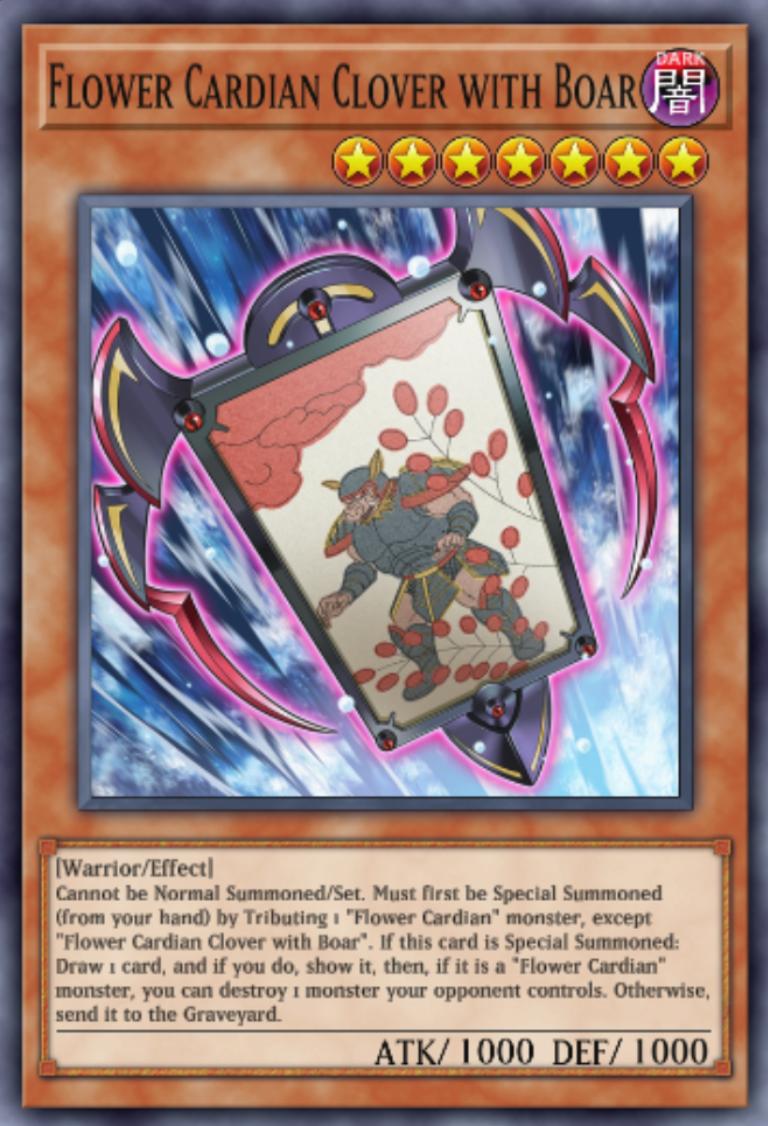 Flower Cardian Clover with Boar
DARK
闇
[Warrior/Effect]
Cannot be Normal Summoned/Set. Must first be Special Summoned
(from your hand) by Tributing 1 "Flower Cardian" monster, except
"Flower Cardian Clover with Boar". If this card is Special Summoned:
Draw 1 card, and if you do, show it, then, if it is a "Flower Cardian"
monster, you can destroy 1 monster your opponent controls. Otherwise,
send it to the Graveyard.
ATK/ 1000 DEF/ 1000